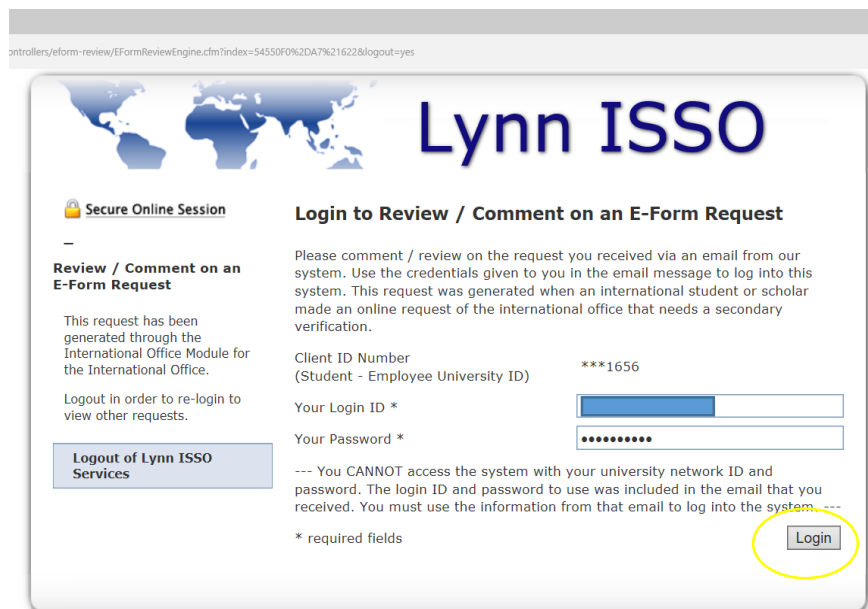 ontrollers/eform-review/EFormReviewEngine.cfm?index=54550F0%2DA7%21622&logout=yes
Lynn ISSO
Secure Online Session
Review / Comment on an
E-Form Request
This request has been
generated through the
International Office Module for
the International Office.
Logout in order to re-login to
view other requests.
Logout of Lynn ISSO
Services
Login to Review / Comment on an E-Form Request
Please comment / review on the request you received via an email from our
system. Use the credentials given to you in the email message to log into this
system. This request was generated when an international student or scholar
made an online request of the international office that needs a secondary
verification.
Client ID Number
(Student - Employee University ID)
***1656
Your Login ID *
Your Password *
••••••••••
--- You CANNOT access the system with your university network ID and
password. The login ID and password to use was included in the email that you
received. You must use the information from that email to log into the system. ---
* required fields
Login